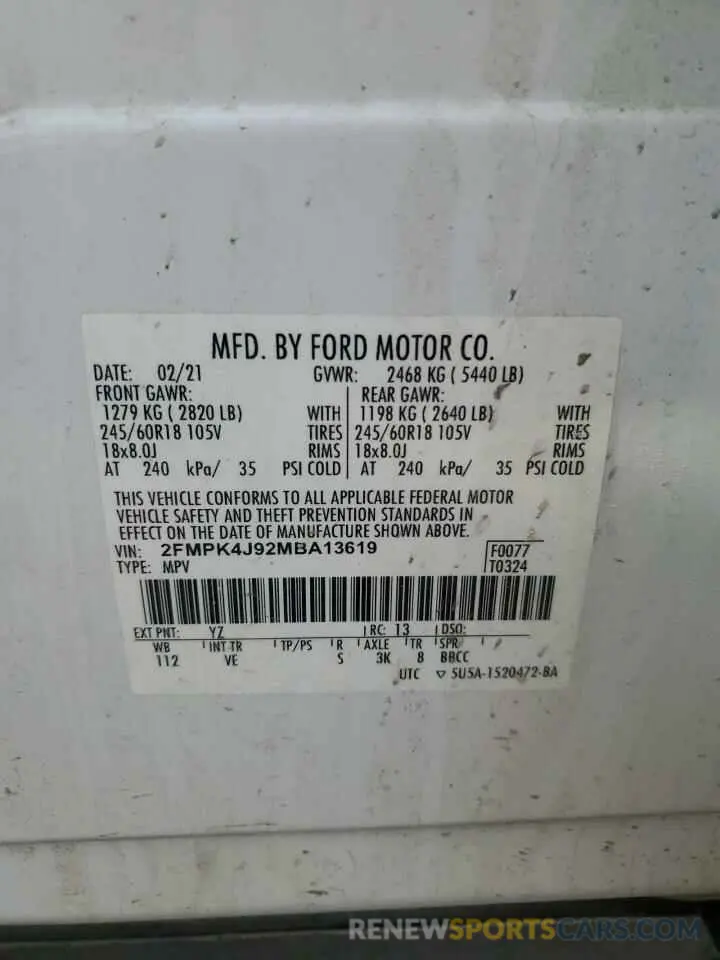 MFD. BY FORD MOTOR CO.
DATE: 02/21 GVWR: 2468 KG ( 5440 LB)
FRONT GAWR: REAR GAWR:
1279 KG ( 2820 LB) WITH 1198 KG ( 2640 LB) WITH
245/60R18 105V TIRES 245/60R18 105V TIRES
18x8.0J RIMS 18x8.0J RIMS
AT 240 kPa/ 35 PSI COLD AT 240 kPa/ 35 PSI COLD
THIS VEHICLE CONFORMS TO ALL APPLICABLE FEDERAL MOTOR
VEHICLE SAFETY AND THEFT PREVENTION STANDARDS IN
EFFECT ON THE DATE OF MANUFACTURE SHOWN ABOVE.
VIN: 2FMPK4J92MBA13619 F0077
TYPE: MPV T0324
EXT PNT: YZ RC: 13 DSO:
WB INT TR TP/PS R AXLE TR SPR
112 VE S 3K 8 BBCC
UTC ▽ 5U5A-1520472-BA
RENEWSPORTSCARS.COM